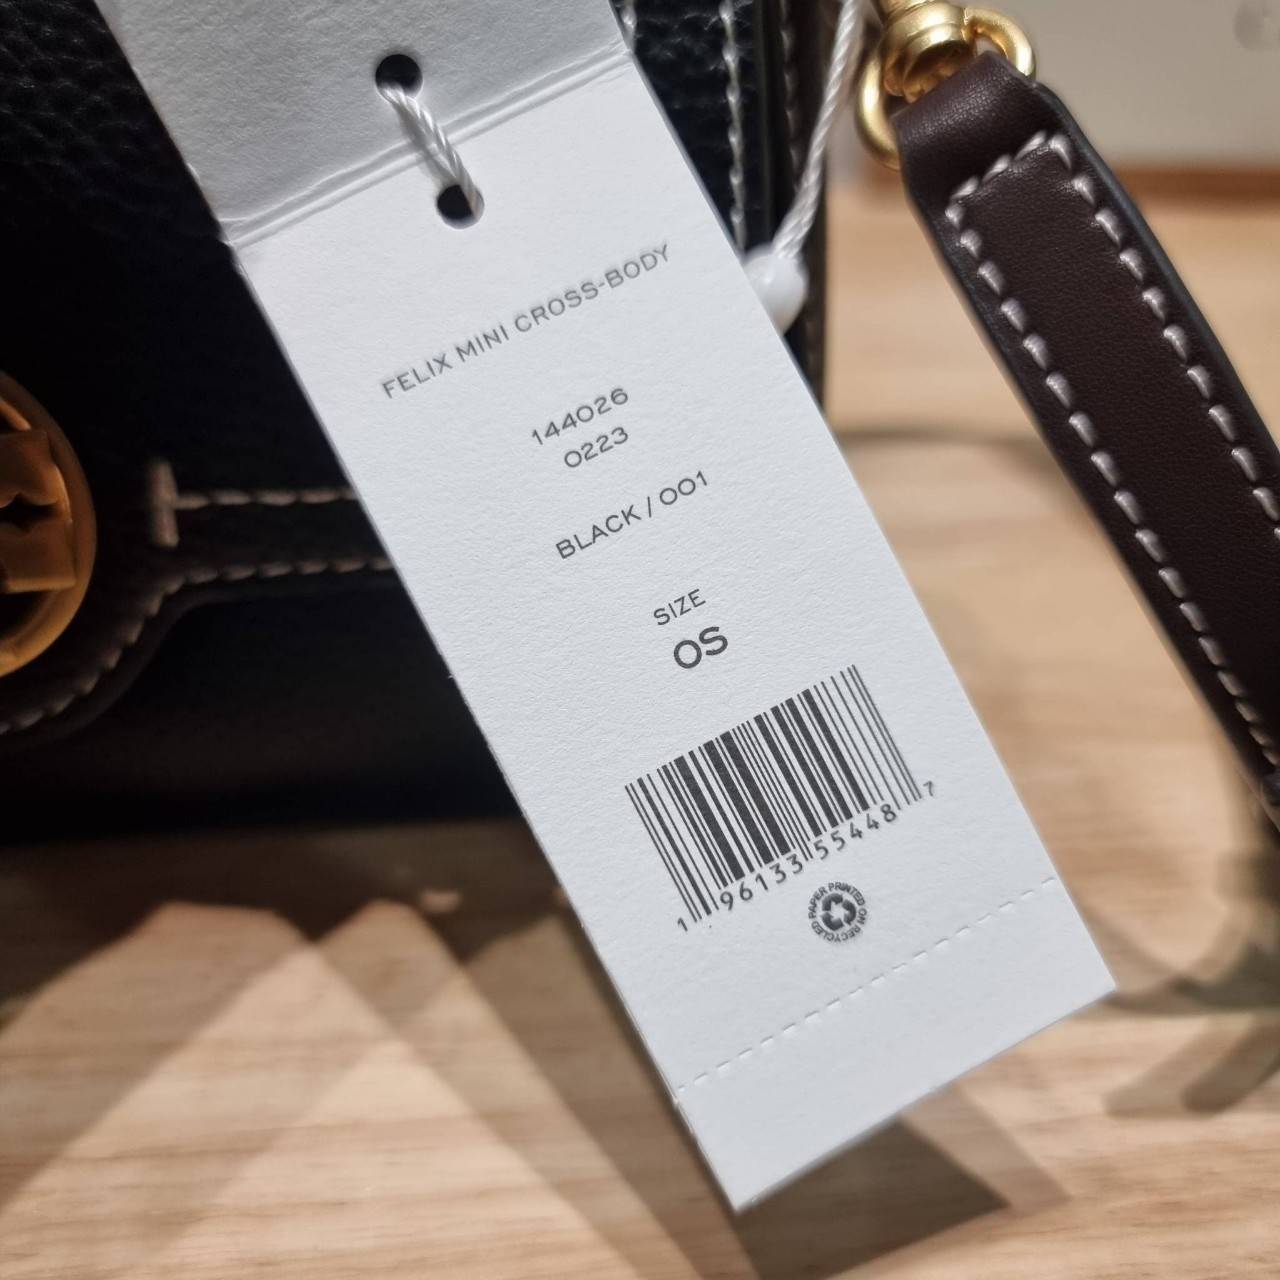 FELIX MINI CROSS-BODY
144026
0223
BLACK / 001
SIZE
OS
1 96133 55448 7
PAPER PRINTED ON RECYCLED